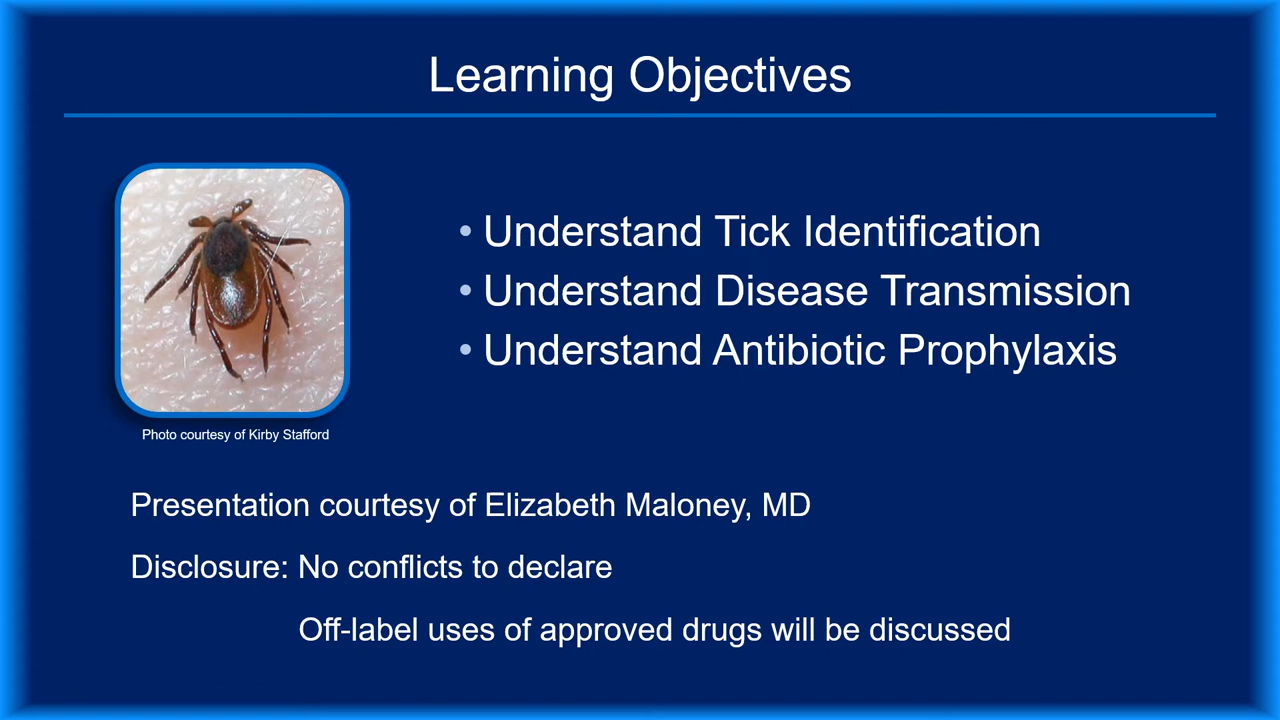 Learning Objectives
• Understand Tick Identification
• Understand Disease Transmission
• Understand Antibiotic Prophylaxis
Photo courtesy of Kirby Stafford
Presentation courtesy of Elizabeth Maloney, MD
Disclosure: No conflicts to declare
Off-label uses of approved drugs will be discussed